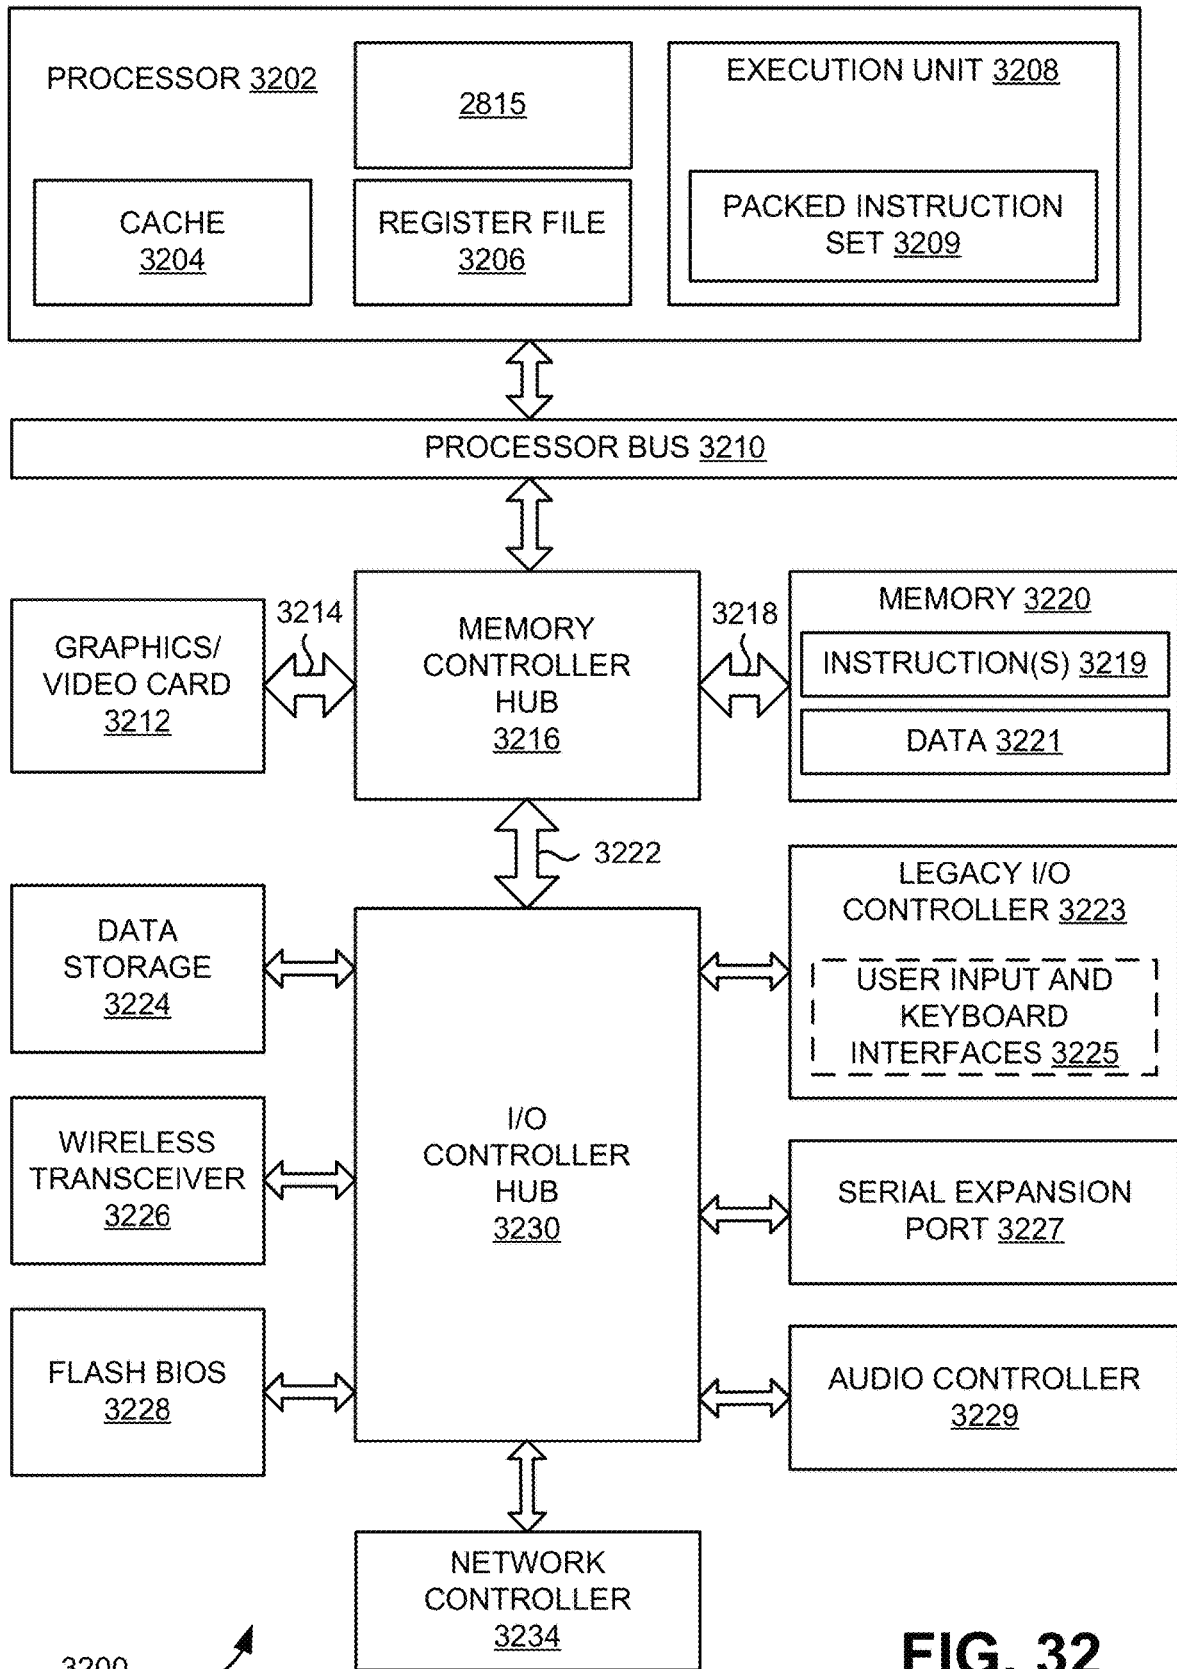 PROCESSOR 3202
2815
EXECUTION UNIT 3208
CACHE
3204
REGISTER FILE
3206
PACKED INSTRUCTION
SET 3209
PROCESSOR BUS 3210
GRAPHICS/
VIDEO CARD
3212
3214
MEMORY
CONTROLLER
HUB
3216
3218
MEMORY 3220
INSTRUCTION(S) 3219
DATA 3221
3222
DATA
STORAGE
3224
LEGACY I/O
CONTROLLER 3223
USER INPUT AND
KEYBOARD
INTERFACES 3225
WIRELESS
TRANSCEIVER
3226
I/O
CONTROLLER
HUB
3230
SERIAL EXPANSION
PORT 3227
FLASH BIOS
3228
AUDIO CONTROLLER
3229
NETWORK
CONTROLLER
3234
3200
FIG. 32